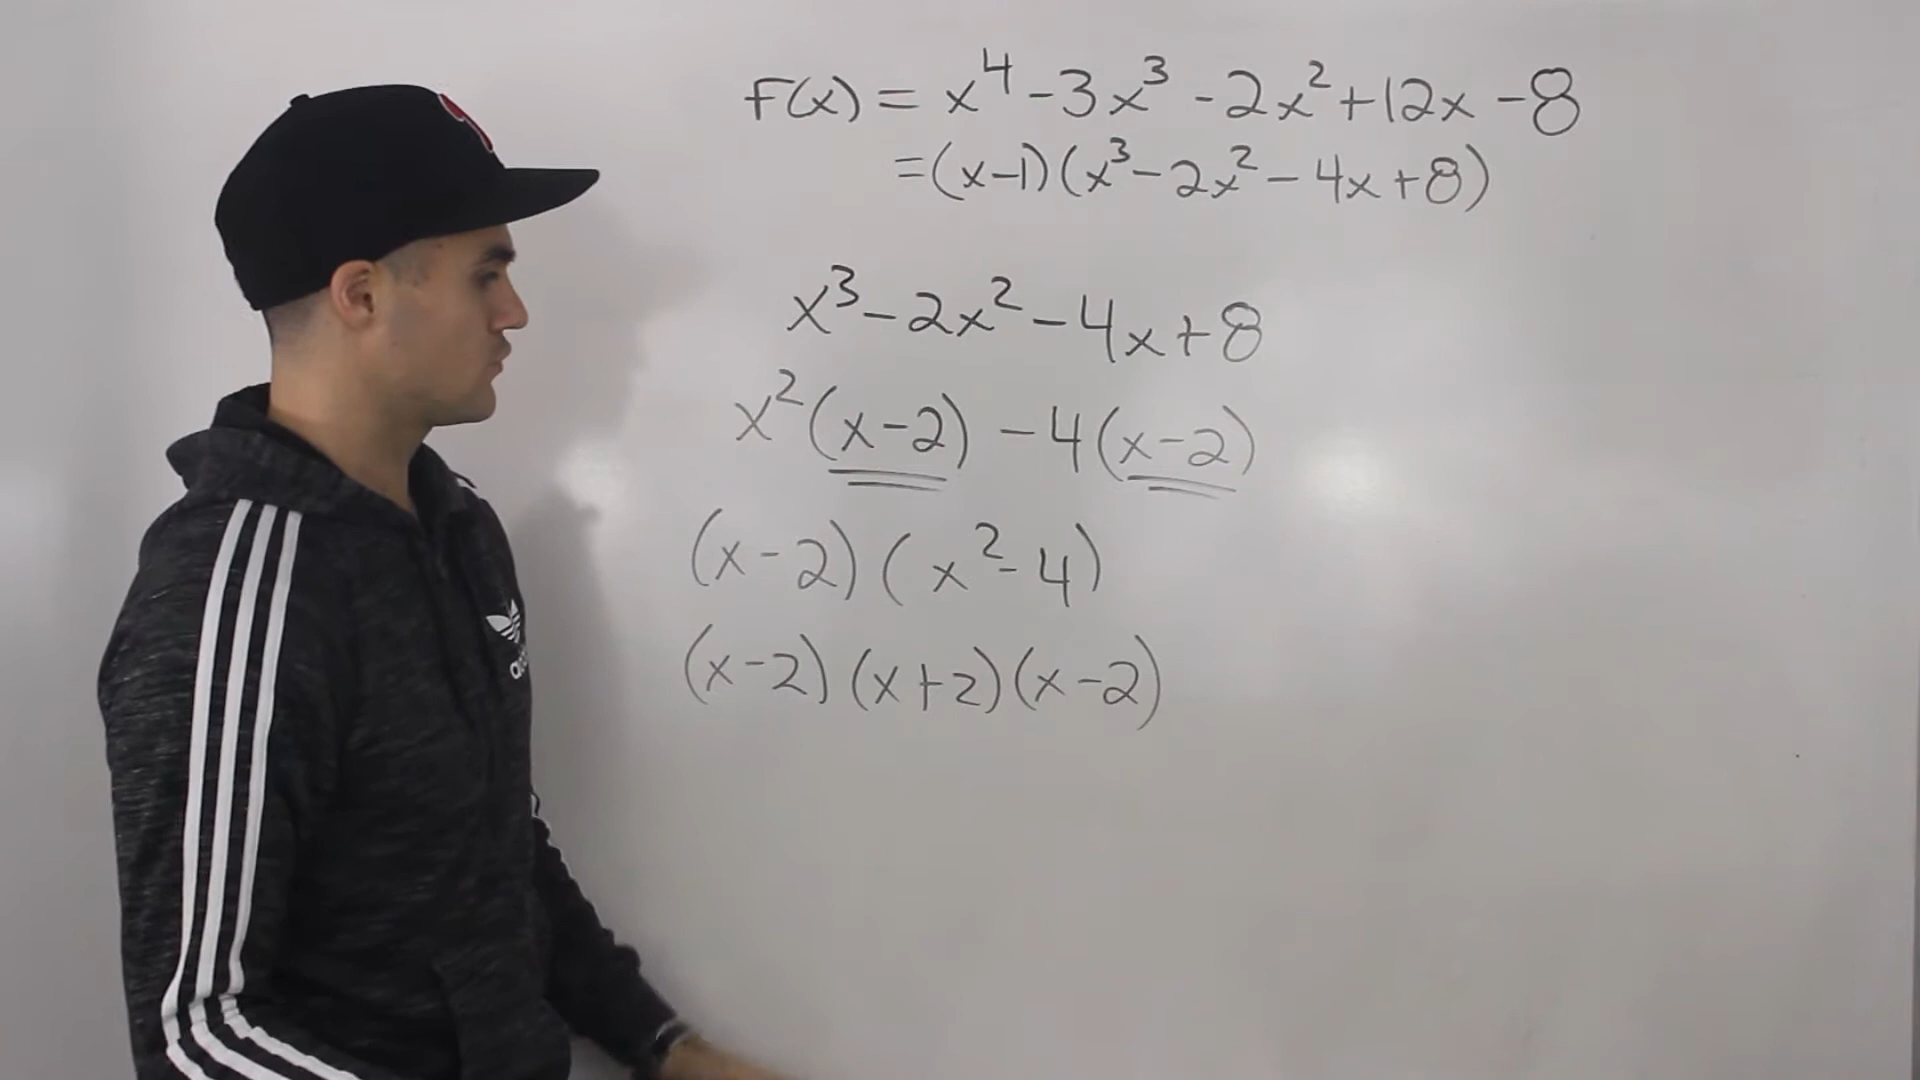 F(x) = x⁴ - 3x³ - 2x² + 12x - 8
= (x-1)(x³ - 2x² - 4x + 8)
x³ - 2x² - 4x + 8
x²(x-2) - 4(x-2)
(x-2)(x² - 4)
(x-2)(x+2)(x-2)